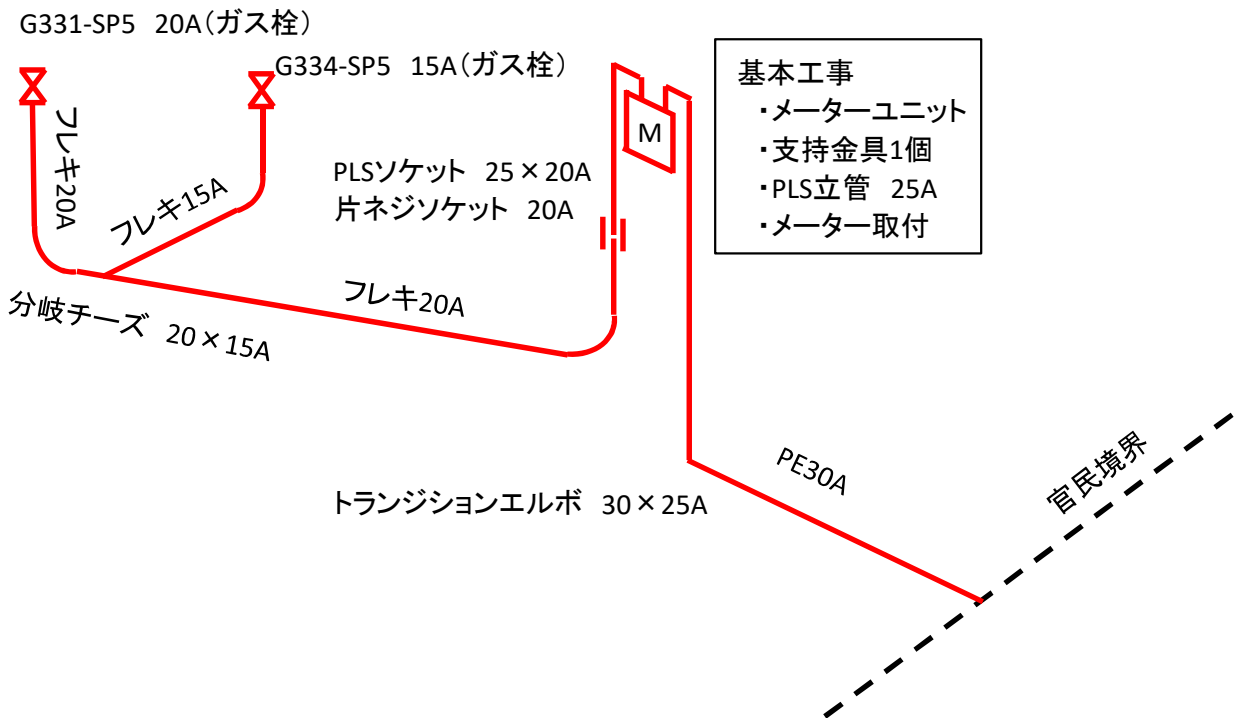 G331-SP5 20A(ガス栓)
G334-SP5 15A(ガス栓)
フレキ20A
フレキ15A
PLSソケット 25×20A
片ネジソケット 20A
M
基本工事
・メーターユニット
・支持金具1個
・PLS立管 25A
・メーター取付
フレキ20A
分岐チーズ 20×15A
トランジションエルボ 30×25A
PE30A
官民境界